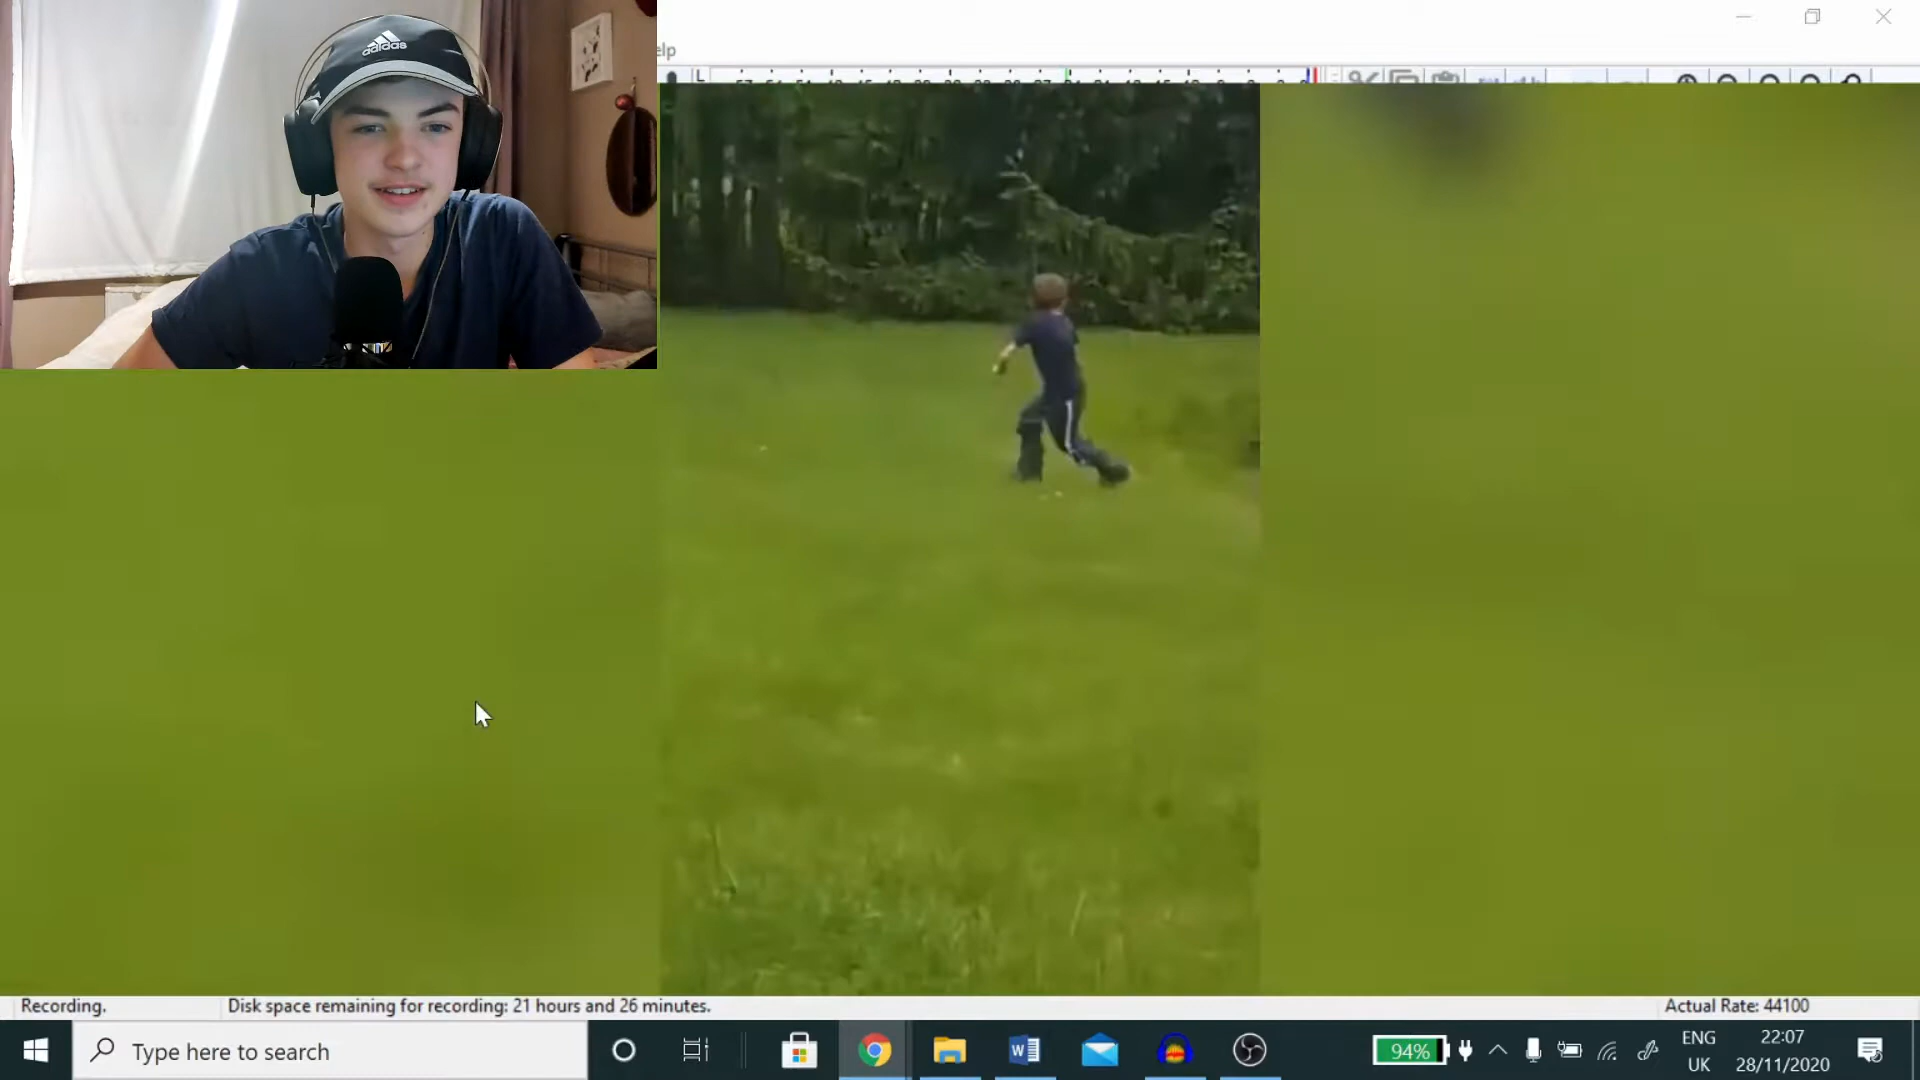 adidas
elp
L
Recording.
Disk space remaining for recording: 21 hours and 26 minutes.
Actual Rate: 44100
Type here to search
94%
ENG
UK
22:07
28/11/2020